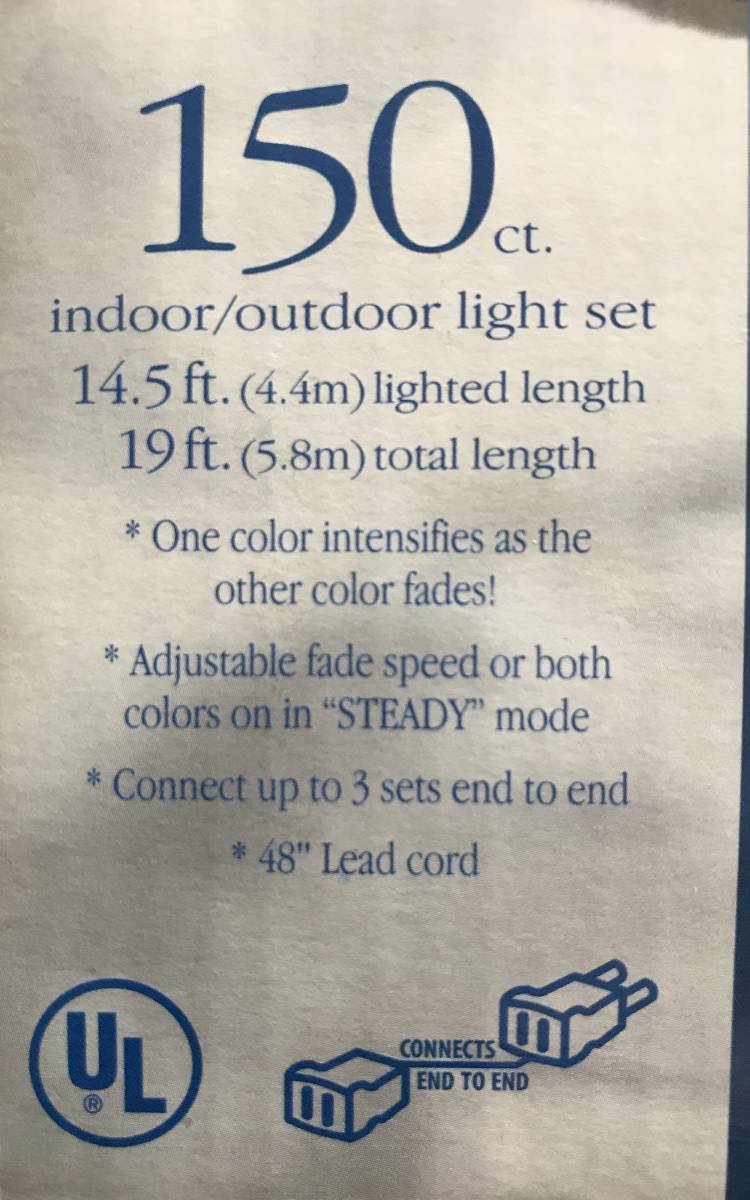 150 ct.
indoor/outdoor light set
14.5 ft. (4.4m) lighted length
19 ft. (5.8m) total length
* One color intensifies as the
other color fades!
* Adjustable fade speed or both
colors on in “STEADY” mode
* Connect up to 3 sets end to end
* 48" Lead cord
UL
®
CONNECTS
END TO END